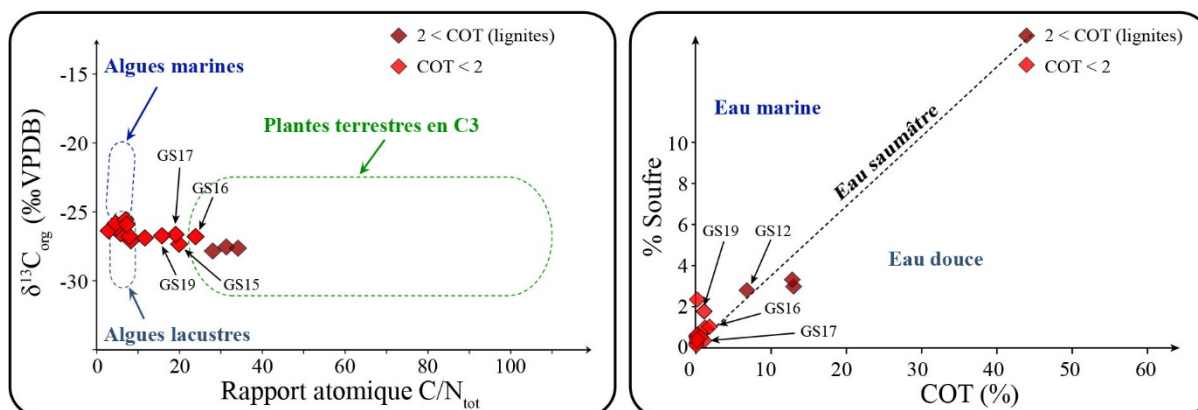 2 < COT (lignites)
COT < 2
Algues marines
Plantes terrestres en C3
GS17
GS16
GS19
GS15
Algues lacustres
δ¹³C_org (‰VPDB)
-15
-20
-25
-30
0
20
40
60
80
100
Rapport atomique C/N_tot
2 < COT (lignites)
COT < 2
Eau marine
Eau saumâtre
Eau douce
GS19
GS12
GS16
GS17
% Soufre
10
8
6
4
2
0
0
10
20
30
40
50
60
COT (%)